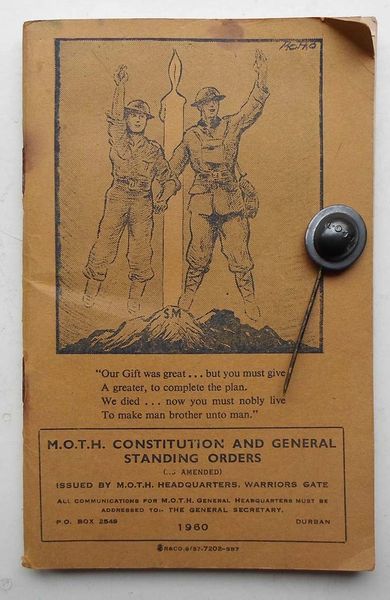 SM
"Our Gift was great . . . but you must give
A greater, to complete the plan.
We died . . . now you must nobly live
To make man brother unto man."
M.O.T.H. CONSTITUTION AND GENERAL
STANDING ORDERS
AMENDED)
ISSUED BY M.O.T.H. HEADQUARTERS, WARRIORS GATE
ALL COMMUNICATIONS FOR M.O.T.H. GENERAL HEADQUARTERS MUST BE
ADDRESSED TO:- THE GENERAL SECRETARY,
P.O. BOX 2549 DURBAN
1960